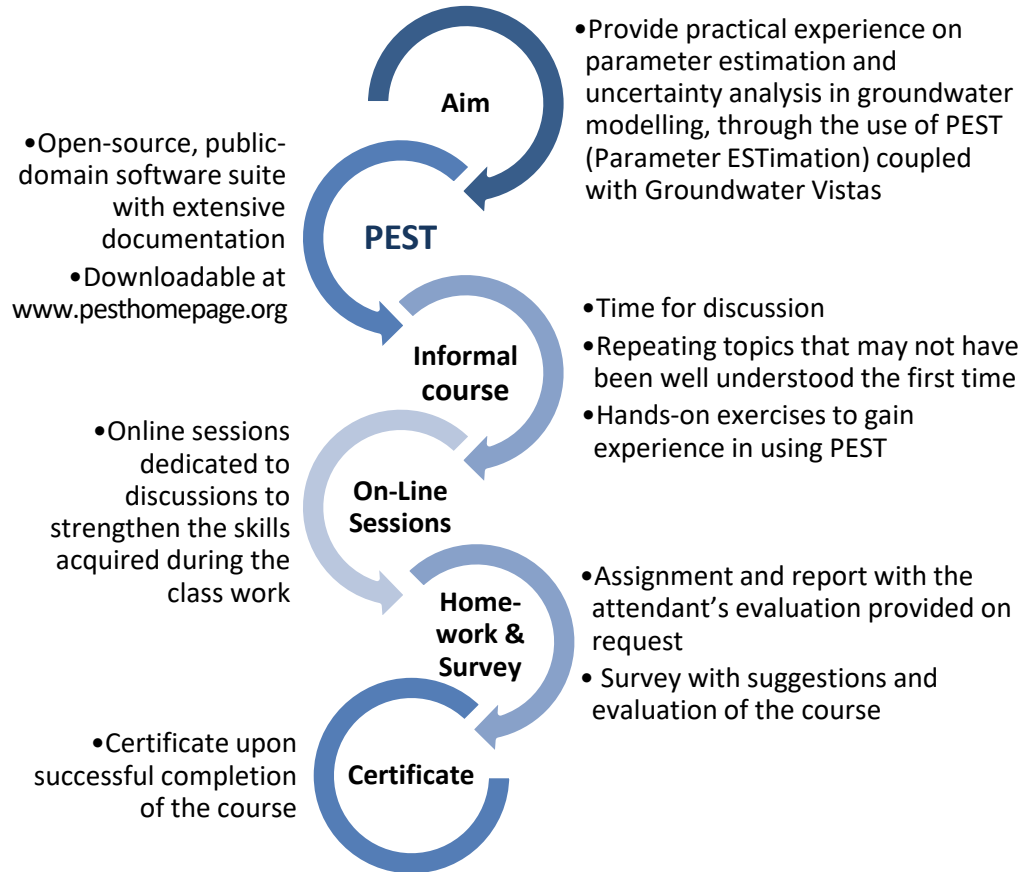 Aim
•Provide practical experience on
parameter estimation and
uncertainty analysis in groundwater
modelling, through the use of PEST
(Parameter ESTimation) coupled
with Groundwater Vistas
PEST
•Open-source, public-
domain software suite
with extensive
documentation
•Downloadable at
www.pesthomepage.org
Informal
course
•Time for discussion
•Repeating topics that may not have
been well understood the first time
•Hands-on exercises to gain
experience in using PEST
On-Line
Sessions
•Online sessions
dedicated to
discussions to
strengthen the skills
acquired during the
class work
Home-
work &
Survey
•Assignment and report with the
attendant’s evaluation provided on
request
• Survey with suggestions and
evaluation of the course
Certificate
•Certificate upon
successful completion
of the course